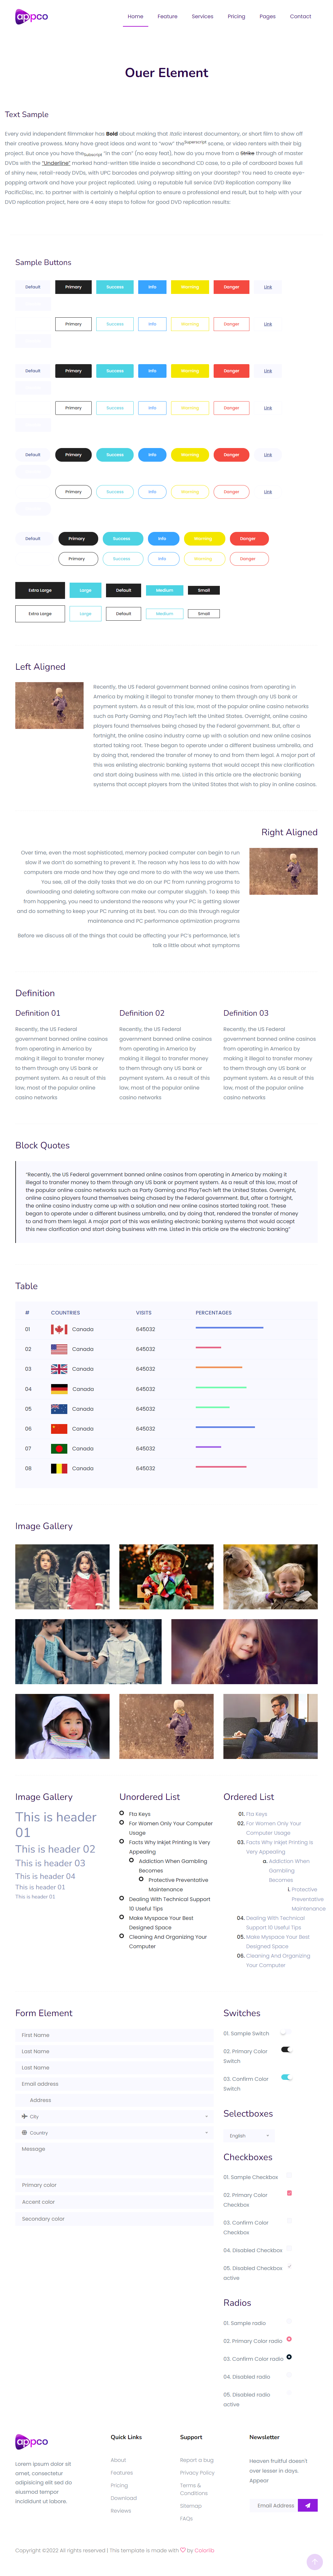 appco
Home Feature Services Pricing Pages Contact
Ouer Element
Text Sample
Every avid independent filmmaker has Bold about making that Italic interest documentary, or short film to show off
their creative prowess. Many have great ideas and want to "wow" the Superscript scene, or video renters with their big
project. But once you have the Subscript "in the can" (no easy feat), how do you move from a Strike through of master
DVDs with the "Underline" marked hand-written title inside a secondhand CD case, to a pile of cardboard boxes full
of shiny new, retail-ready DVDs, with UPC barcodes and polywrap sitting on your doorstep? You need to create eye-
popping artwork and have your project replicated. Using a reputable full service DVD Replication company like
PacificDisc, Inc. to partner with is certainly a helpful option to ensure a professional end result, but to help with your
DVD replication project, here are 4 easy steps to follow for good DVD replication results:
Sample Buttons
Default Primary Success Info Warning Danger Link
Primary Success Info Warning Danger Link
Default Primary Success Info Warning Danger Link
Primary Success Info Warning Danger Link
Default Primary Success Info Warning Danger Link
Primary Success Info Warning Danger Link
Default Primary Success Info Warning Danger
Primary Success Info Warning Danger
Extra Large Large Default Medium Small
Extra Large Large Default Medium Small
Left Aligned
Recently, the US Federal government banned online casinos from operating in
America by making it illegal to transfer money to them through any US bank or
payment system. As a result of this law, most of the popular online casino networks
such as Party Gaming and PlayTech left the United States. Overnight, online casino
players found themselves being chased by the Federal government. But, after a
fortnight, the online casino industry came up with a solution and new online casinos
started taking root. These began to operate under a different business umbrella, and
by doing that, rendered the transfer of money to and from them legal. A major part of
this was enlisting electronic banking systems that would accept this new clarification
and start doing business with me. Listed in this article are the electronic banking
systems that accept players from the United States that wish to play in online casinos.
Right Aligned
Over time, even the most sophisticated, memory packed computer can begin to run
slow if we don't do something to prevent it. The reason why has less to do with how
computers are made and how they age and more to do with the way we use them.
You see, all of the daily tasks that we do on our PC from running programs to
downloading and deleting software can make our computer sluggish. To keep this
from happening, you need to understand the reasons why your PC is getting slower
and do something to keep your PC running at its best. You can do this through regular
maintenance and PC performance optimization programs
Before we discuss all of the things that could be affecting your PC's performance, let's
talk a little about what symptoms
Definition
Definition 01
Recently, the US Federal
government banned online casinos
from operating in America by
making it illegal to transfer money
to them through any US bank or
payment system. As a result of this
law, most of the popular online
casino networks
Definition 02
Recently, the US Federal
government banned online casinos
from operating in America by
making it illegal to transfer money
to them through any US bank or
payment system. As a result of this
law, most of the popular online
casino networks
Definition 03
Recently, the US Federal
government banned online casinos
from operating in America by
making it illegal to transfer money
to them through any US bank or
payment system. As a result of this
law, most of the popular online
casino networks
Block Quotes
"Recently, the US Federal government banned online casinos from operating in America by making it
illegal to transfer money to them through any US bank or payment system. As a result of this law, most of
the popular online casino networks such as Party Gaming and PlayTech left the United States. Overnight,
online casino players found themselves being chased by the Federal government. But, after a fortnight,
the online casino industry came up with a solution and new online casinos started taking root. These
began to operate under a different business umbrella, and by doing that, rendered the transfer of money
to and from them legal. A major part of this was enlisting electronic banking systems that would accept
this new clarification and start doing business with me. Listed in this article are the electronic banking"
Table
# COUNTRIES VISITS PERCENTAGES
01 Canada 645032
02 Canada 645032
03 Canada 645032
04 Canada 645032
05 Canada 645032
06 Canada 645032
07 Canada 645032
08 Canada 645032
Image Gallery
Image Gallery
This is header
01
This is header 02
This is header 03
This is header 04
This is header 01
This is header 01
Unordered List
Fta Keys
For Women Only Your Computer
Usage
Facts Why Inkjet Printing Is Very
Appealing
Addiction When Gambling
Becomes
Protective Preventative
Maintenance
Dealing With Technical Support
10 Useful Tips
Make Myspace Your Best
Designed Space
Cleaning And Organizing Your
Computer
Ordered List
01. Fta Keys
02. For Women Only Your
Computer Usage
03. Facts Why Inkjet Printing Is
Very Appealing
a. Addiction When
Gambling
Becomes
i. Protective
Preventative
Maintenance
04. Dealing With Technical
Support 10 Useful Tips
05. Make Myspace Your Best
Designed Space
06. Cleaning And Organizing
Your Computer
Form Element
First Name
Last Name
Last Name
Email address
Address
City
Country
Message
Primary color
Accent color
Secondary color
Switches
01. Sample Switch
02. Primary Color
Switch
03. Confirm Color
Switch
Selectboxes
English
Checkboxes
01. Sample Checkbox
02. Primary Color
Checkbox
03. Confirm Color
Checkbox
04. Disabled Checkbox
05. Disabled Checkbox
active
Radios
01. Sample radio
02. Primary Color radio
03. Confirm Color radio
04. Disabled radio
05. Disabled radio
active
appco
Lorem ipsum dolor sit
amet, consectetur
adipisicing elit sed do
eiusmod tempor
incididunt ut labore.
Quick Links
About
Features
Pricing
Download
Reviews
Support
Report a bug
Privacy Policy
Terms &
Conditions
Sitemap
FAQs
Newsletter
Heaven fruitful doesn't
over lesser in days.
Appear
Email Address
Copyright ©2022 All rights reserved | This template is made with by Colorlib